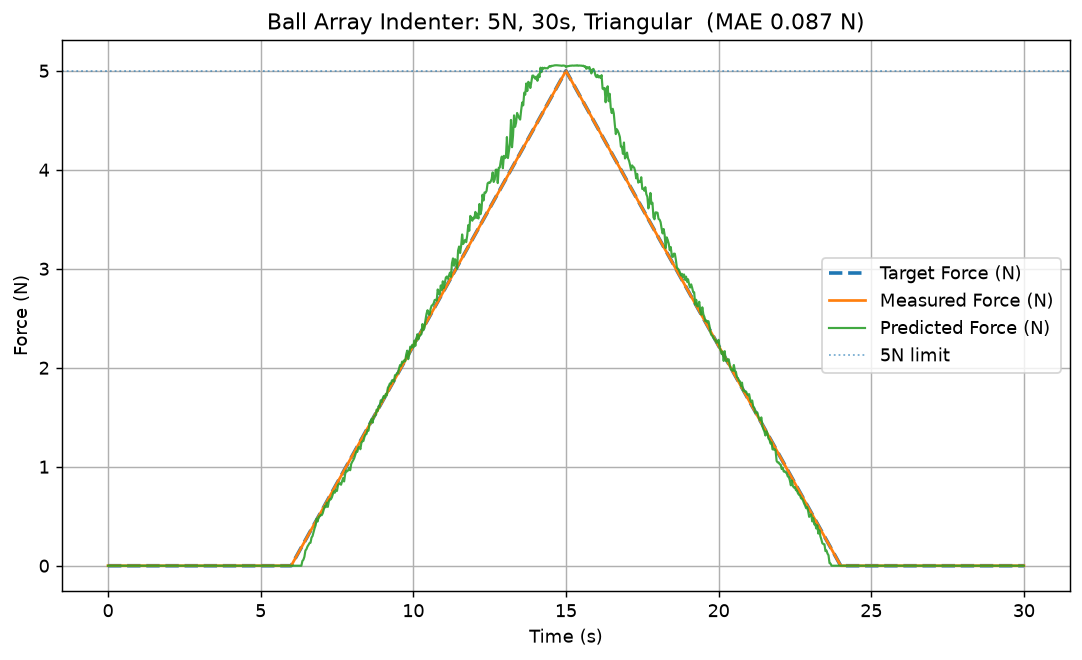 Ball Array Indenter: 5N, 30s, Triangular  (MAE 0.087 N)
Force (N)
5
4
3
2
1
0
Target Force (N)
Measured Force (N)
Predicted Force (N)
5N limit
0 5 10 15 20 25 30
Time (s)